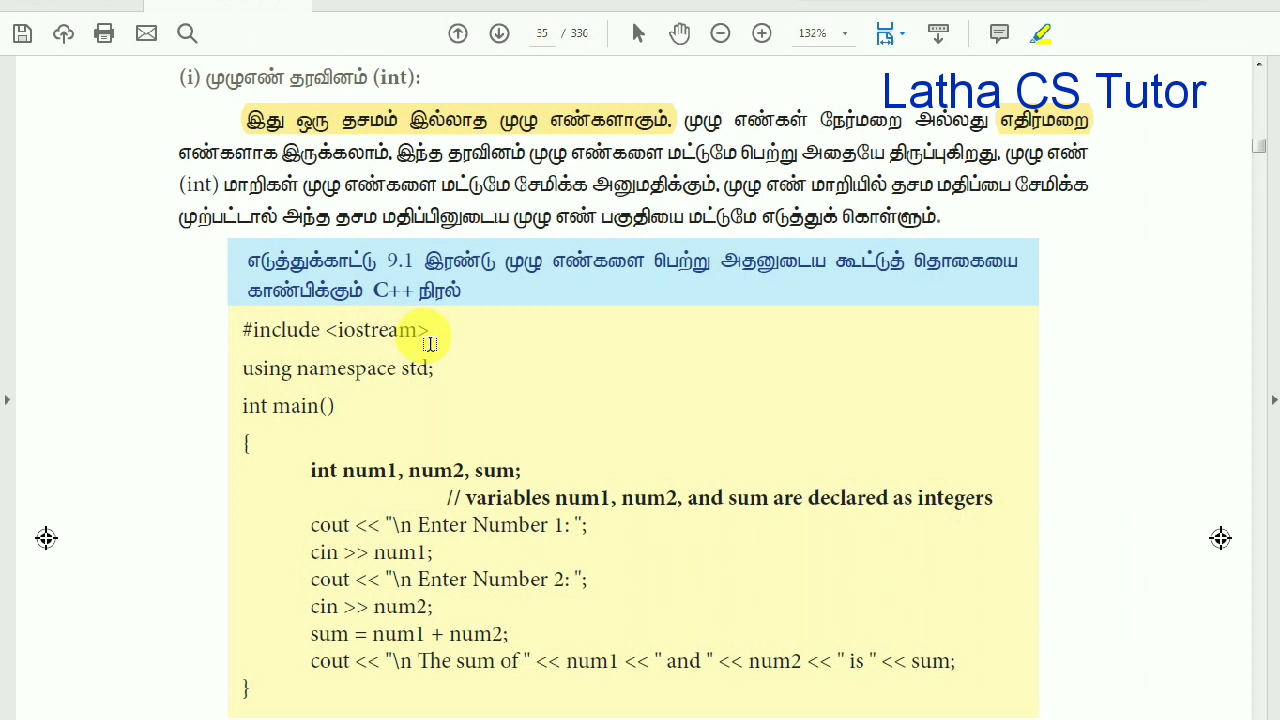 35 / 336 132%
Latha CS Tutor
(i) முழுஎண் தரவினம் (int):
இது ஒரு தசமம் இல்லாத முழு எண்களாகும். முழு எண்கள் நேர்மறை அல்லது எதிர்மறை
எண்களாக இருக்கலாம். இந்த தரவினம் முழு எண்களை மட்டுமே பெற்று அதையே திருப்புகிறது. முழு எண்
(int) மாறிகள் முழு எண்களை மட்டுமே சேமிக்க அனுமதிக்கும். முழு எண் மாறியில் தசம மதிப்பை சேமிக்க
முற்பட்டால் அந்த தசம மதிப்பினுடைய முழு எண் பகுதியை மட்டுமே எடுத்துக் கொள்ளும்.
எடுத்துக்காட்டு 9.1 இரண்டு முழு எண்களை பெற்று அதனுடைய கூட்டுத் தொகையை
காண்பிக்கும் C++ நிரல்
#include <iostream>
using namespace std;
int main()
{
int num1, num2, sum;
// variables num1, num2, and sum are declared as integers
cout << "\n Enter Number 1: ";
cin >> num1;
cout << "\n Enter Number 2: ";
cin >> num2;
sum = num1 + num2;
cout << "\n The sum of " << num1 << " and " << num2 << " is " << sum;
}